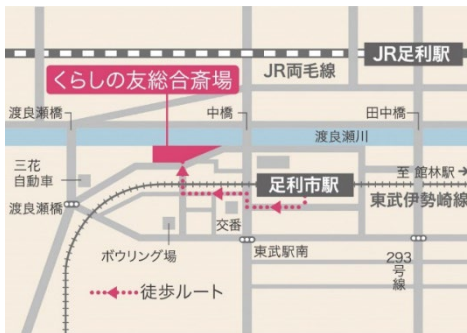 JR足利駅
JR両毛線
くらしの友総合斎場
渡良瀬橋
中橋
田中橋
渡良瀬川
三花
自動車
至 館林駅→
足利市駅
東武伊勢崎線
渡良瀬橋
交番
ボウリング場
東武駅南
293
号
線
徒歩ルート